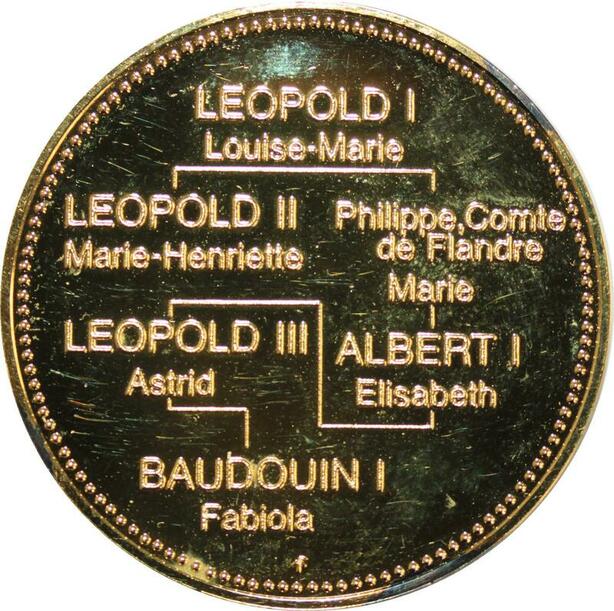 LEOPOLD I
Louise-Marie
LEOPOLD II
Marie-Henriette
Philippe,Comte
de Flandre
Marie
LEOPOLD III
Astrid
ALBERT I
Elisabeth
BAUDOUIN I
Fabiola